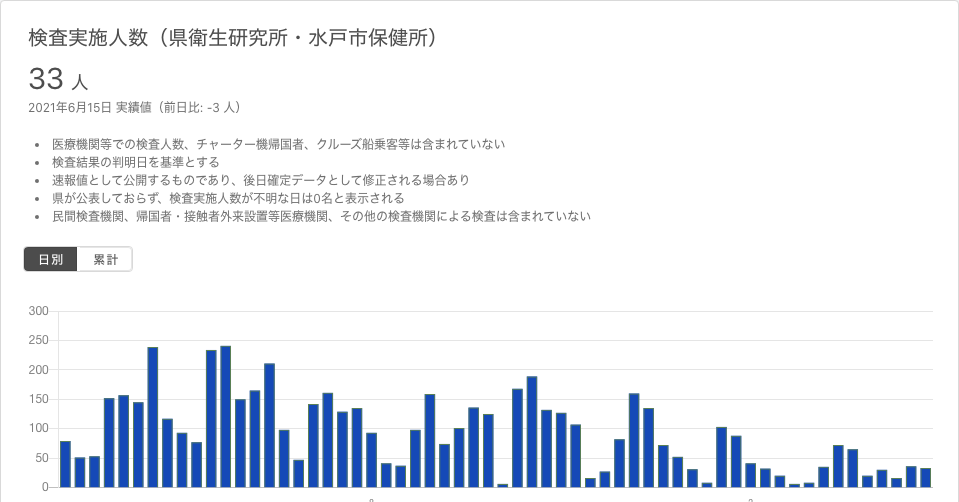 検査実施人数（県衛生研究所・水戸市保健所）
33 人
2021年6月15日 実績値（前日比: -3 人）
• 医療機関等での検査人数、チャーター機帰国者、クルーズ船乗客等は含まれていない
• 検査結果の判明日を基準とする
• 速報値として公開するものであり、後日確定データとして修正される場合あり
• 県が公表しておらず、検査実施人数が不明な日は0名と表示される
• 民間検査機関、帰国者・接触者外来設置等医療機関、その他の検査機関による検査は含まれていない
日別 累計
300
250
200
150
100
50
0